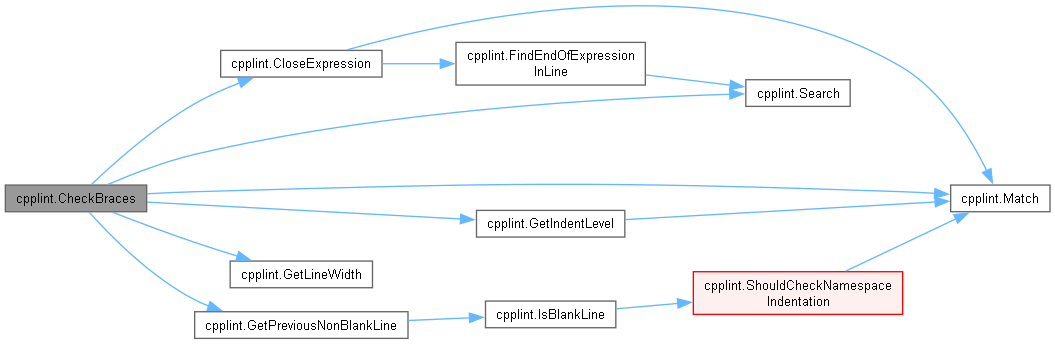 cpplint.CheckBraces
cpplint.CloseExpression
cpplint.FindEndOfExpression
InLine
cpplint.Search
cpplint.Match
cpplint.GetIndentLevel
cpplint.GetLineWidth
cpplint.GetPreviousNonBlankLine
cpplint.IsBlankLine
cpplint.ShouldCheckNamespace
Indentation